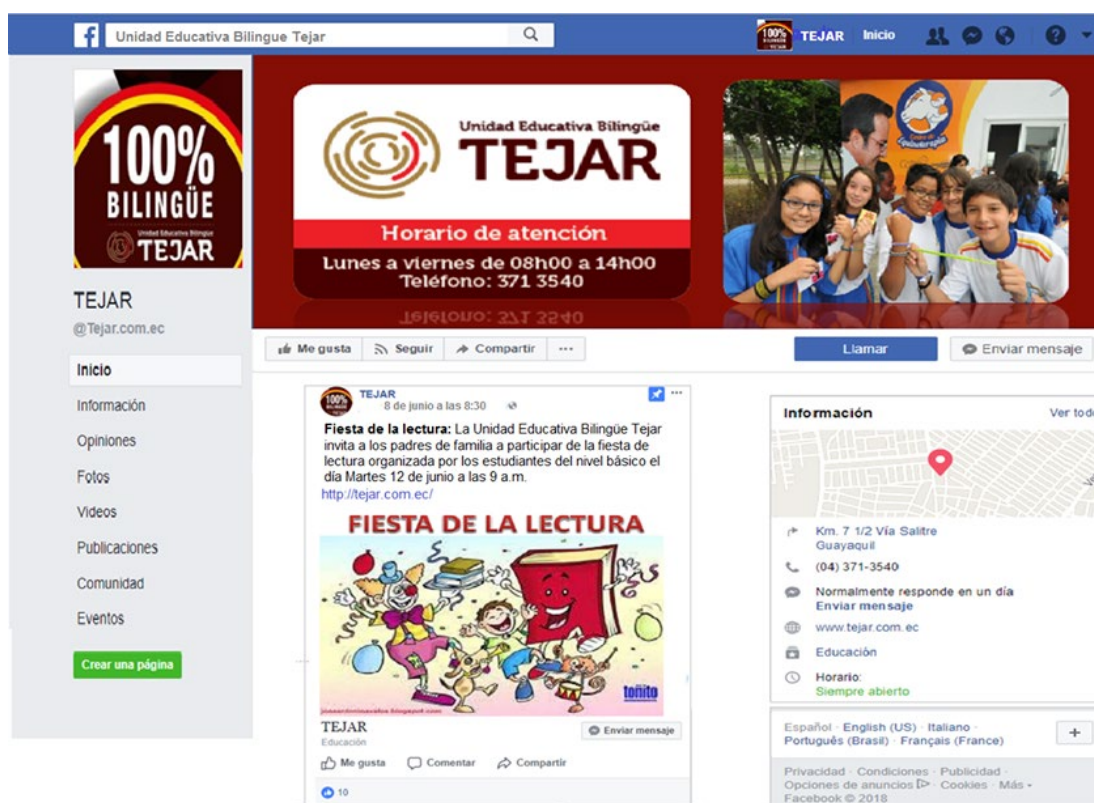 Unidad Educativa Bilingue Tejar
TEJAR Inicio
100%
BILINGÜE
Unidad Educativa Bilingüe
TEJAR
Unidad Educativa Bilingüe
TEJAR
Horario de atención
Lunes a viernes de 08h00 a 14h00
Teléfono: 371 3540
TEJAR
@Tejar.com.ec
Inicio
Información
Opiniones
Fotos
Videos
Publicaciones
Comunidad
Eventos
Crear una página
Me gusta Seguir Compartir ...
Llamar
Enviar mensaje
TEJAR
8 de junio a las 8:30
Fiesta de la lectura: La Unidad Educativa Bilingüe Tejar
invita a los padres de familia a participar de la fiesta de
lectura organizada por los estudiantes del nivel básico el
día Martes 12 de junio a las 9 a.m.
http://tejar.com.ec/
FIESTA DE LA LECTURA
toñito
TEJAR
Educación
Enviar mensaje
Me gusta Comentar Compartir
10
Información Ver todo
Km. 7 1/2 Vía Salitre
Guayaquil
(04) 371-3540
Normalmente responde en un día
Enviar mensaje
www.tejar.com.ec
Educación
Horario:
Siempre abierto
Español · English (US) · Italiano ·
Português (Brasil) · Français (France)
Privacidad · Condiciones · Publicidad ·
Opciones de anuncios · Cookies · Más
Facebook © 2018